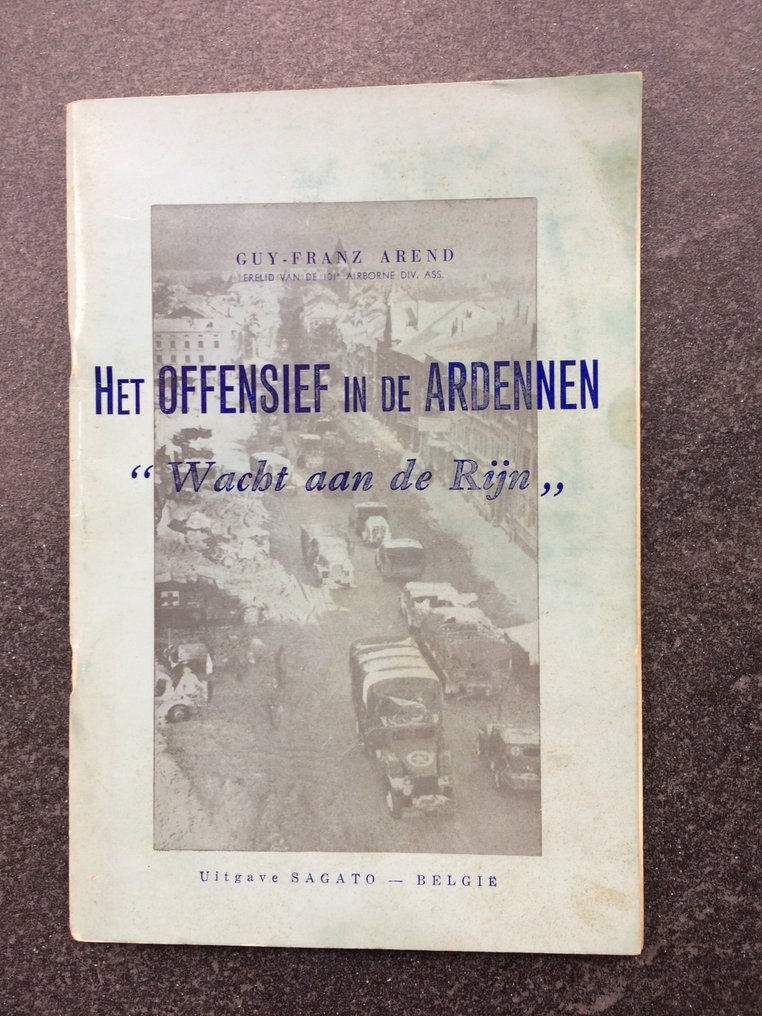 GUY-FRANZ AREND
ERELID VAN DE 101e AIRBORNE DIV. ASS.
HET OFFENSIEF IN DE ARDENNEN
“ Wacht aan de Rijn „
Uitgave SAGATO — BELGIË